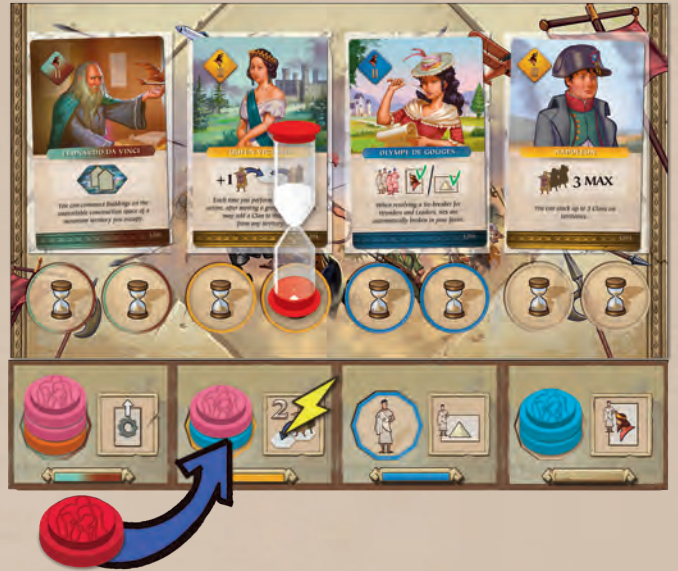 LEONARDO DA VINCI
You can construct Buildings on the
constructible construction space of a
mountain territory you occupy.
+1
Each time you perform
action, after moving a gro
may add a Clan to th
from any territory
OLYMPE DE GOUGES
When resolving a tie-breaker for
Wonders and Leaders, ties are
automatically broken in your favor.
NAPOLEON
3 MAX
You can stack up to 3 Clans on
territories.
2